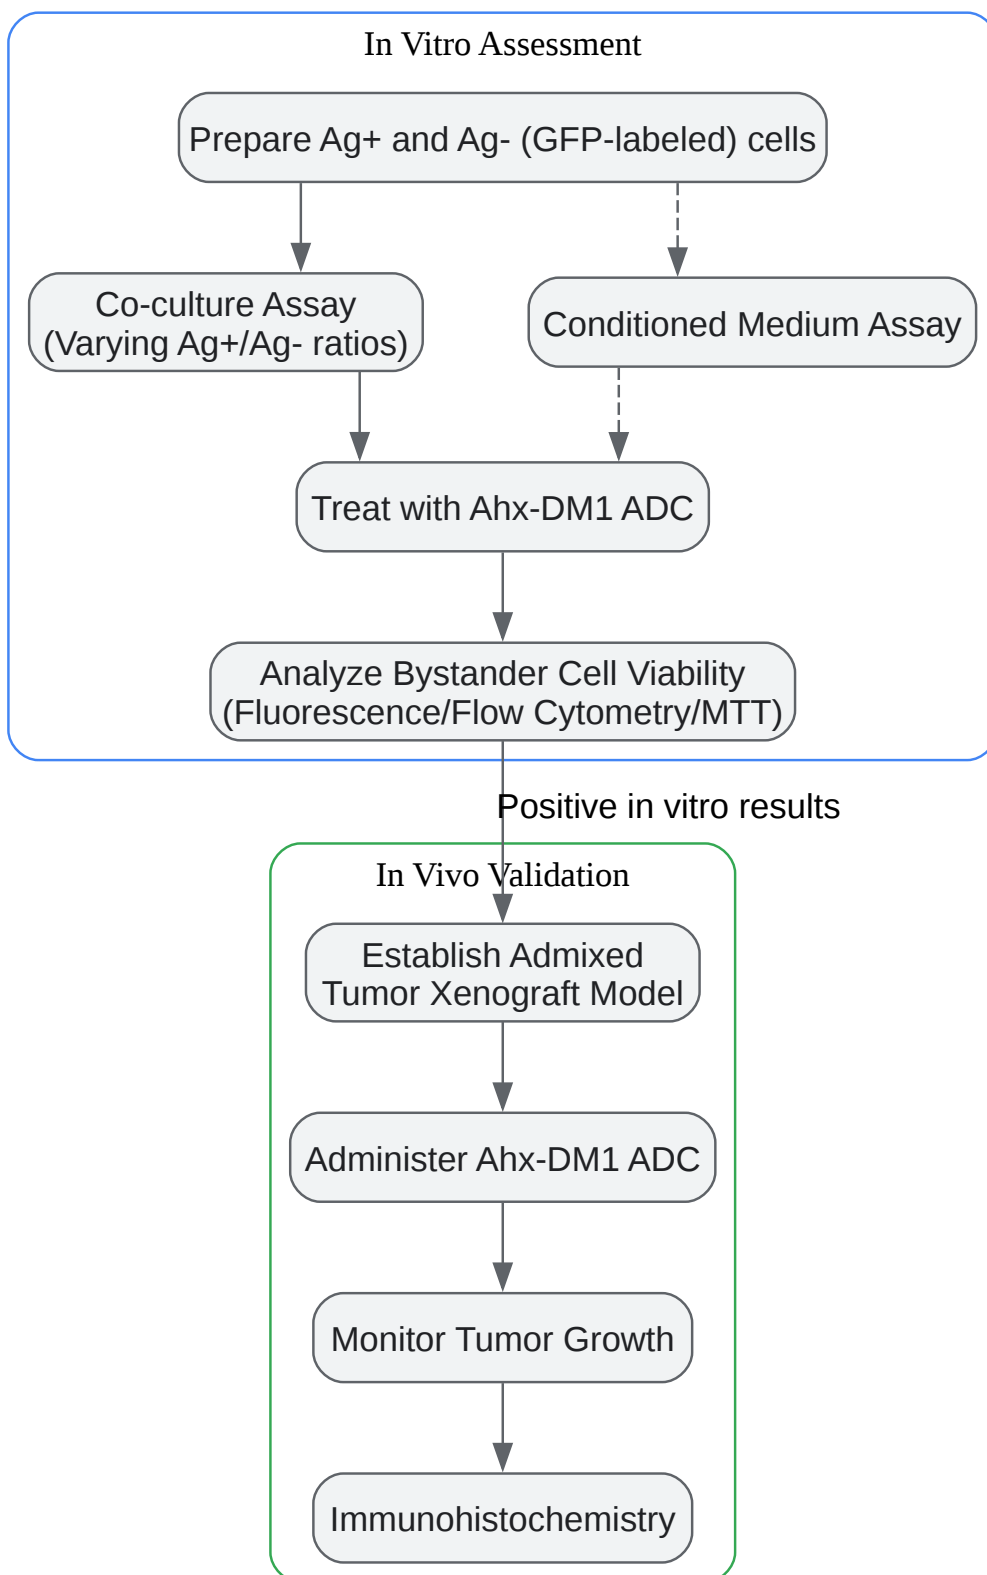 In Vitro Assessment
Prepare Ag+ and Ag- (GFP-labeled) cells
Co-culture Assay
(Varying Ag+/Ag- ratios)
Conditioned Medium Assay
Treat with Ahx-DM1 ADC
Analyze Bystander Cell Viability
(Fluorescence/Flow Cytometry/MTT)
Positive in vitro results
In Vivo Validation
Establish Admixed
Tumor Xenograft Model
Administer Ahx-DM1 ADC
Monitor Tumor Growth
Immunohistochemistry